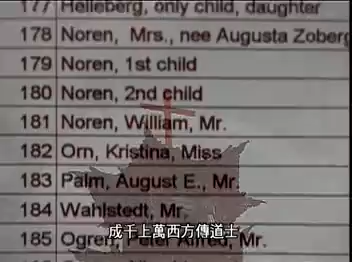 177 Helleberg, only child, daughter
178 Noren, Mrs., nee Augusta Zoberg
179 Noren, 1st child
180 Noren, 2nd child
181 Noren, William, Mr.
182 Orn, Kristina, Miss
183 Palm, August E., Mr.
184 Wahlstedt, Mr.
185 Ogren, Peter Alfred, Mr.
成千上萬西方傳道士